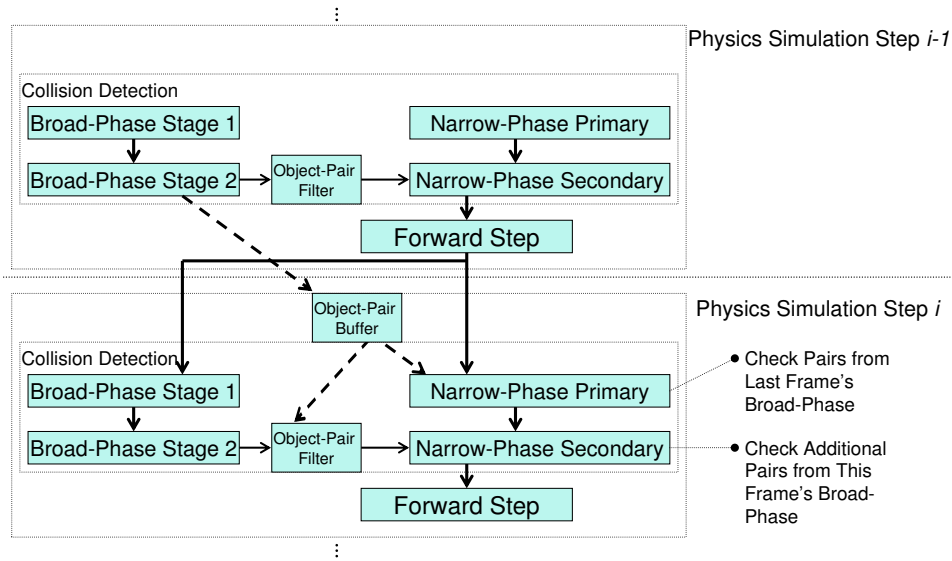 ⋮
Physics Simulation Step i-1
Collision Detection
Broad-Phase Stage 1
Narrow-Phase Primary
Broad-Phase Stage 2
Object-Pair
Filter
Narrow-Phase Secondary
Forward Step
Object-Pair
Buffer
Physics Simulation Step i
Collision Detection
Broad-Phase Stage 1
Narrow-Phase Primary
Broad-Phase Stage 2
Object-Pair
Filter
Narrow-Phase Secondary
Forward Step
• Check Pairs from
Last Frame's
Broad-Phase
• Check Additional
Pairs from This
Frame's Broad-
Phase
⋮